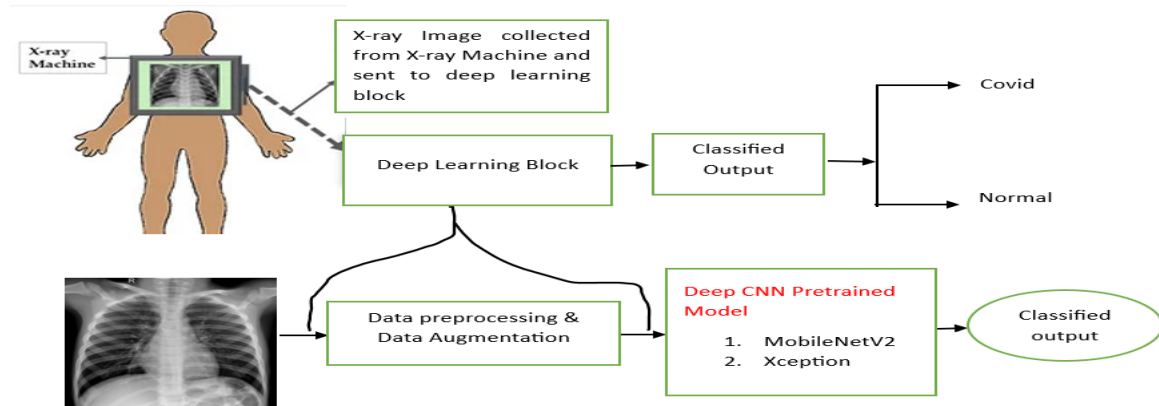 X-ray
Machine
X-ray Image collected
from X-ray Machine and
sent to deep learning
block
Deep Learning Block
Classified
Output
Covid
Normal
R
Data preprocessing &
Data Augmentation
Deep CNN Pretrained
Model
1. MobileNetV2
2. Xception
Classified
output